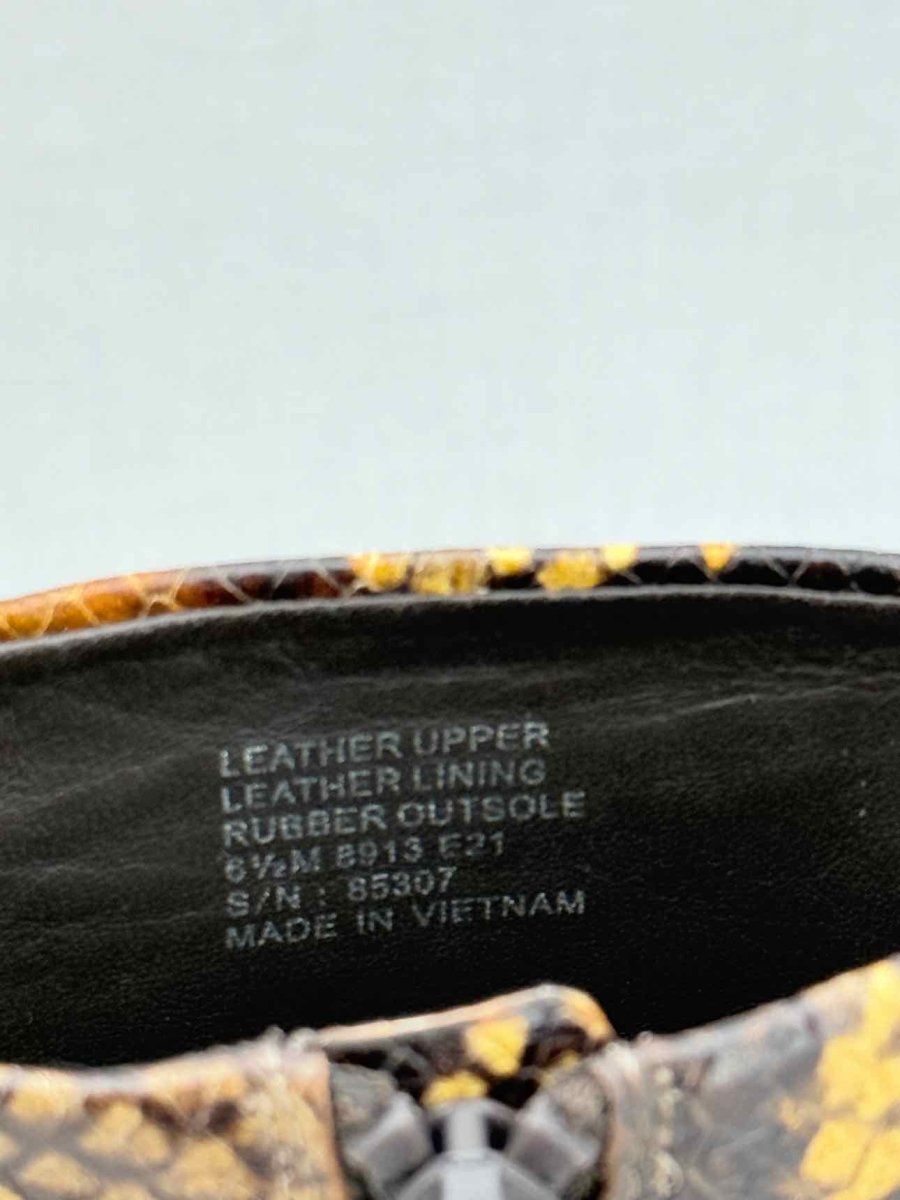 LEATHER UPPER
LEATHER LINING
RUBBER OUTSOLE
6½M 8913 E21
S/N : 85307
MADE IN VIETNAM